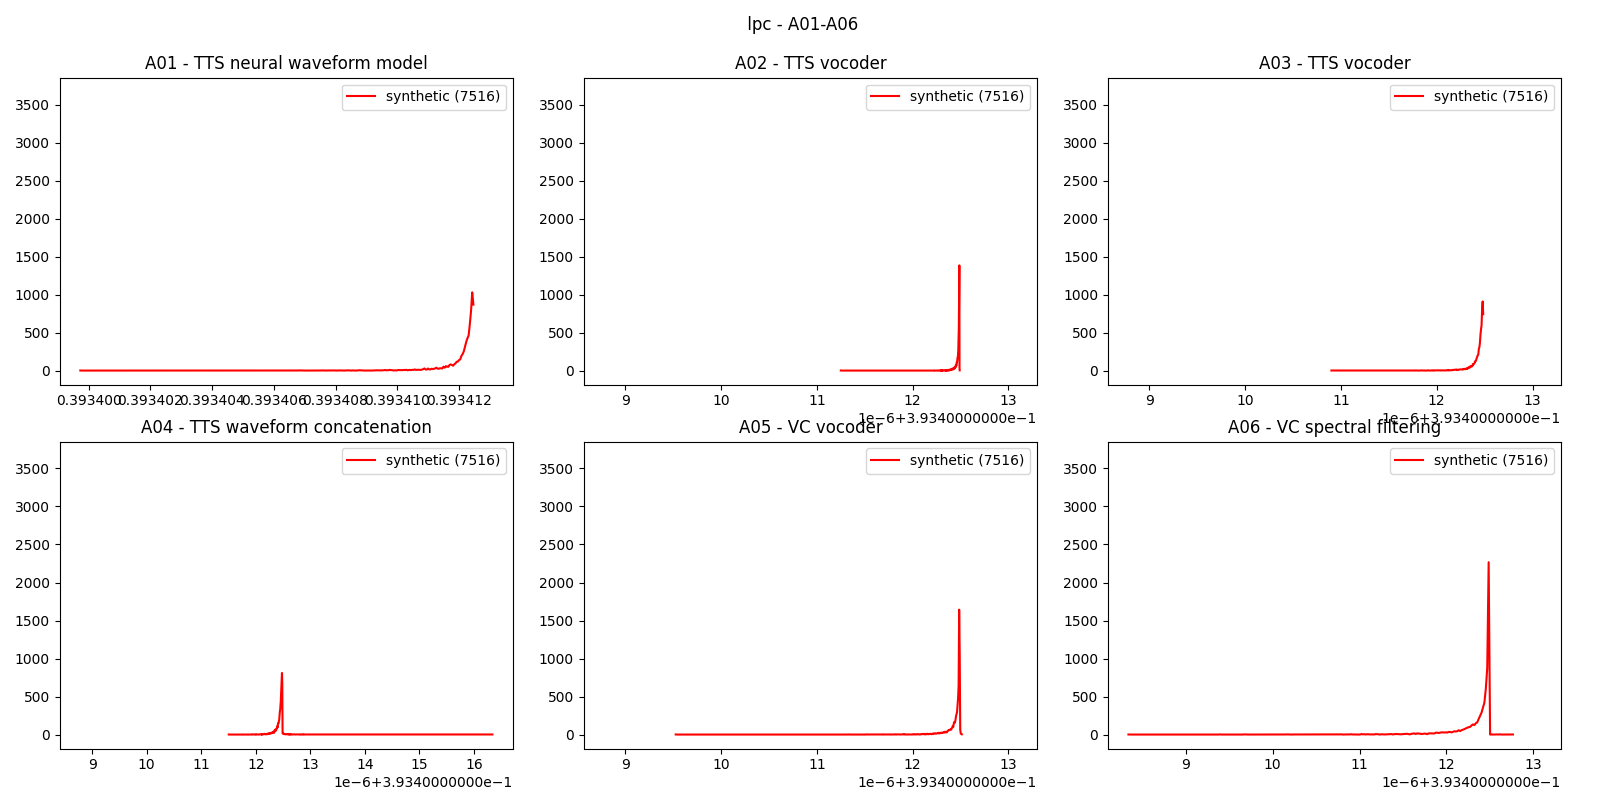 lpc - A01-A06
A01 - TTS neural waveform model
synthetic (7516)
3500
3000
2500
2000
1500
1000
500
0
0.393400 0.393402 0.393404 0.393406 0.393408 0.393410 0.393412
A02 - TTS vocoder
synthetic (7516)
3500
3000
2500
2000
1500
1000
500
0
9 10 11 12 13
1e−6+3.9340000000e−1
A03 - TTS vocoder
synthetic (7516)
3500
3000
2500
2000
1500
1000
500
0
9 10 11 12 13
1e−6+3.9340000000e−1
A04 - TTS waveform concatenation
synthetic (7516)
3500
3000
2500
2000
1500
1000
500
0
9 10 11 12 13 14 15 16
1e−6+3.9340000000e−1
A05 - VC vocoder
synthetic (7516)
3500
3000
2500
2000
1500
1000
500
0
9 10 11 12 13
1e−6+3.9340000000e−1
A06 - VC spectral filtering
synthetic (7516)
3500
3000
2500
2000
1500
1000
500
0
9 10 11 12 13
1e−6+3.9340000000e−1